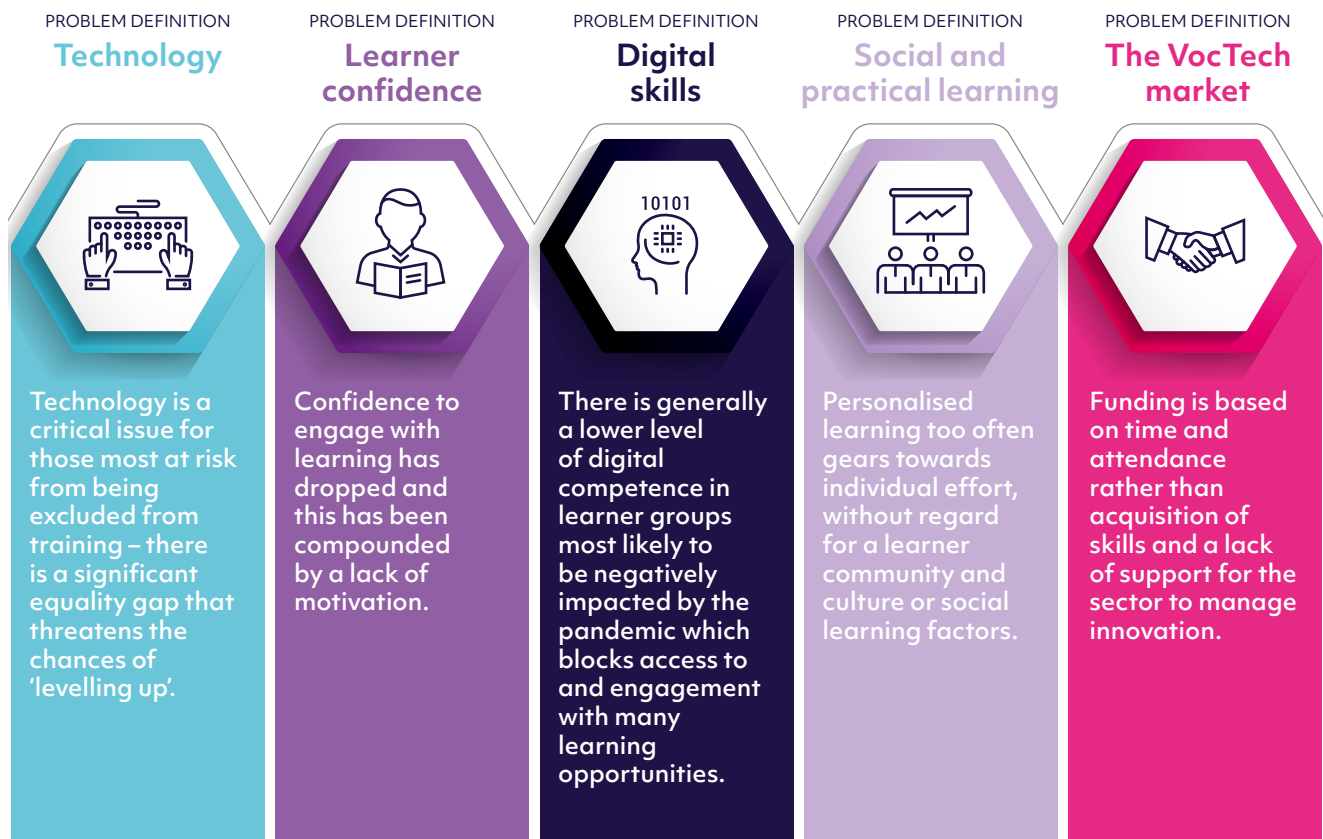 PROBLEM DEFINITION
Technology
Technology is a
critical issue for
those most at risk
from being
excluded from
training – there
is a significant
equality gap that
threatens the
chances of
‘levelling up’.
PROBLEM DEFINITION
Learner
confidence
Confidence to
engage with
learning has
dropped and
this has been
compounded
by a lack of
motivation.
PROBLEM DEFINITION
Digital
skills
10101
There is generally
a lower level
of digital
competence in
learner groups
most likely to
be negatively
impacted by the
pandemic which
blocks access to
and engagement
with many
learning
opportunities.
PROBLEM DEFINITION
Social and
practical learning
Personalised
learning too often
gears towards
individual effort,
without regard
for a learner
community and
culture or social
learning factors.
PROBLEM DEFINITION
The VocTech
market
Funding is based
on time and
attendance
rather than
acquisition of
skills and a lack
of support for the
sector to manage
innovation.